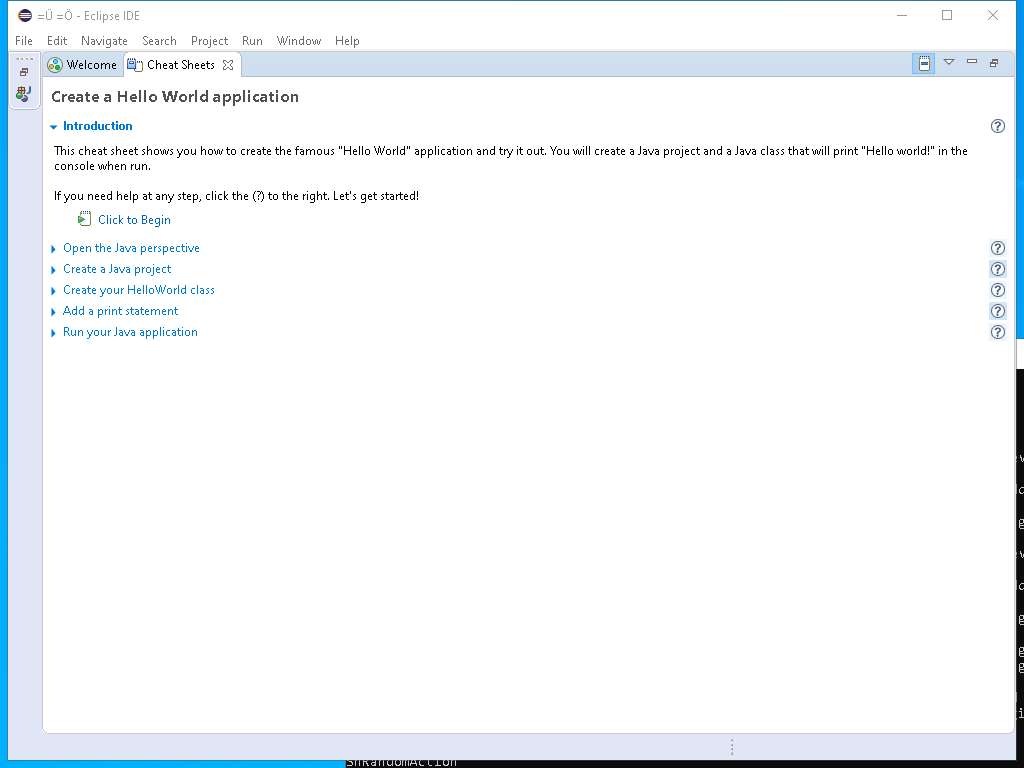 =Ü =Ö - Eclipse IDE
File Edit Navigate Search Project Run Window Help
Welcome Cheat Sheets
Create a Hello World application
Introduction
This cheat sheet shows you how to create the famous "Hello World" application and try it out. You will create a Java project and a Java class that will print "Hello world!" in the
console when run.
If you need help at any step, click the (?) to the right. Let's get started!
Click to Begin
Open the Java perspective
Create a Java project
Create your HelloWorld class
Add a print statement
Run your Java application